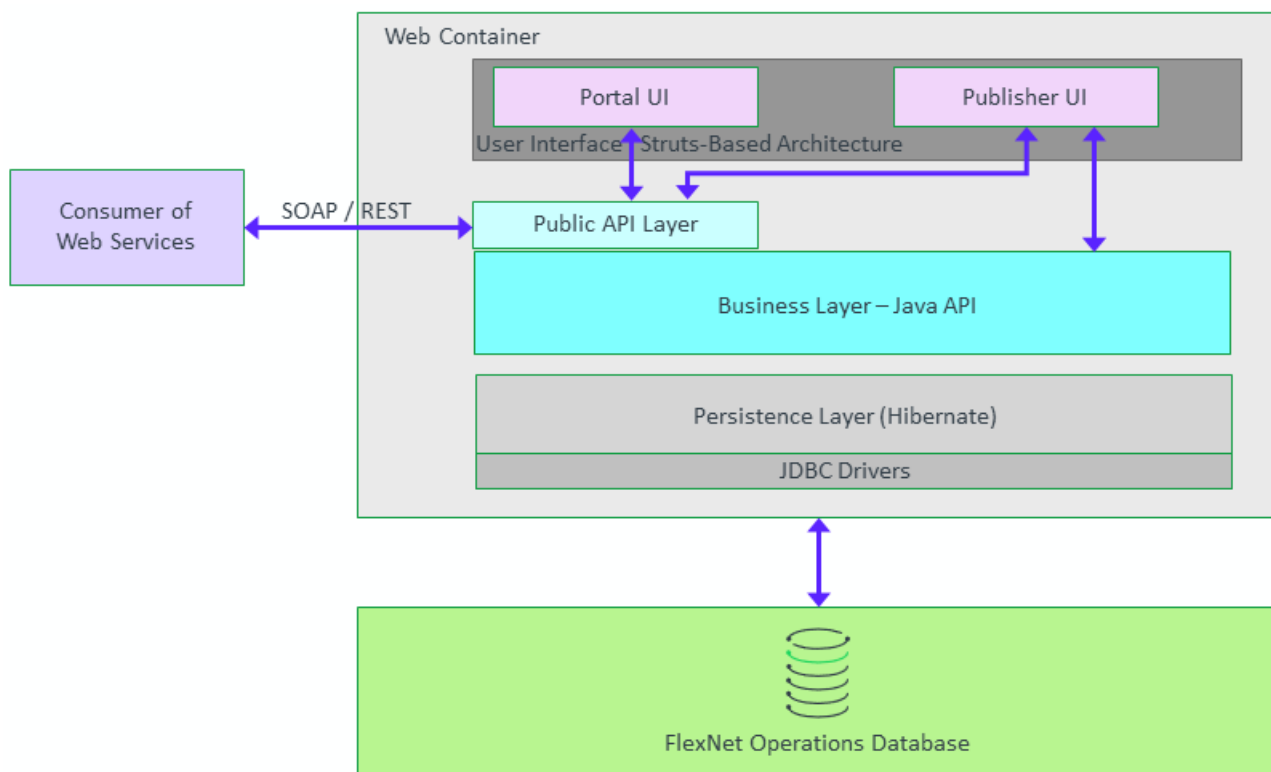 Web Container
Portal UI
Publisher UI
User Interface Struts-Based Architecture
Consumer of
Web Services
SOAP / REST
Public API Layer
Business Layer – Java API
Persistence Layer (Hibernate)
JDBC Drivers
FlexNet Operations Database